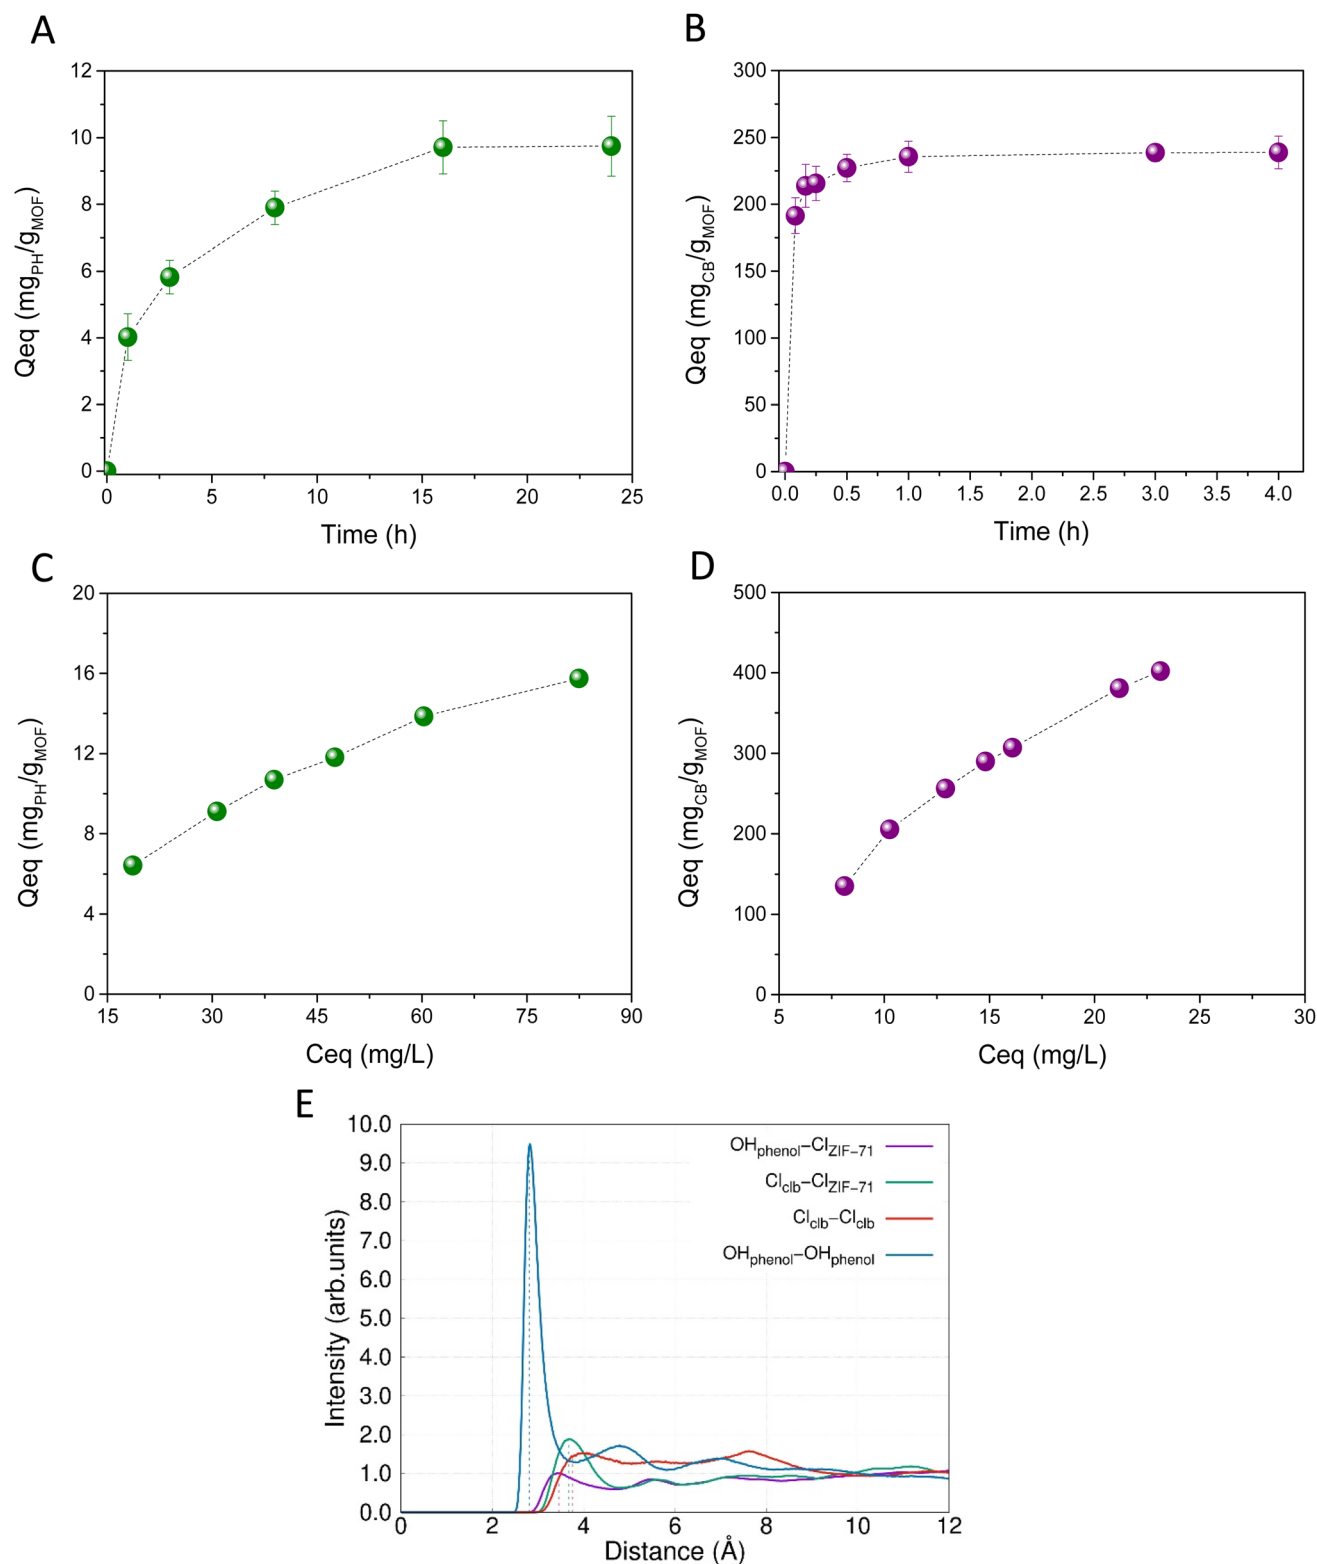 A
12
10
8
6
4
2
0
Qeq (mgPH/gMOF)
0 5 10 15 20 25
Time (h)
B
300
250
200
150
100
50
0
Qeq (mgCB/gMOF)
0.0 0.5 1.0 1.5 2.0 2.5 3.0 3.5 4.0
Time (h)
C
20
16
12
8
4
0
Qeq (mgPH/gMOF)
15 30 45 60 75 90
Ceq (mg/L)
D
500
400
300
200
100
0
Qeq (mgCB/gMOF)
5 10 15 20 25 30
Ceq (mg/L)
E
10.0
9.0
8.0
7.0
6.0
5.0
4.0
3.0
2.0
1.0
0.0
Intensity (arb.units)
OHphenol–ClZIF–71
Clclb–ClZIF–71
Clclb–Clclb
OHphenol–OHphenol
0 2 4 6 8 10 12
Distance (Å)